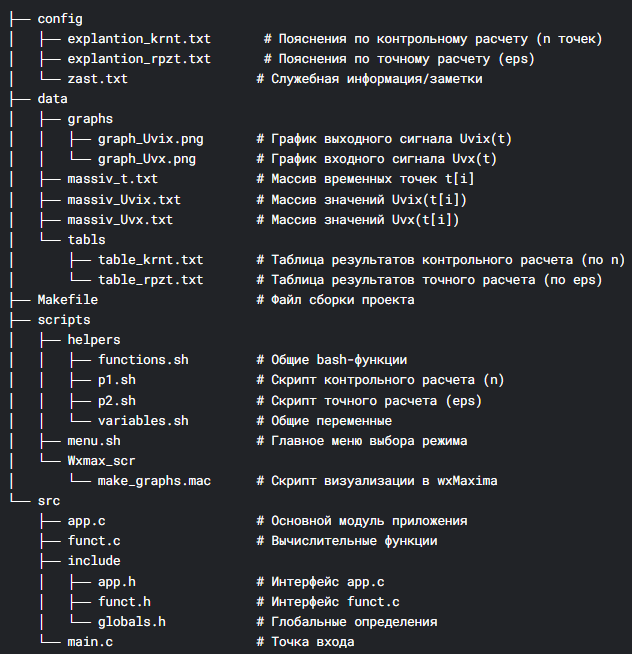 ├── config
│   ├── explantion_krnt.txt       # Пояснения по контрольному расчету (n точек)
│   ├── explantion_rpzt.txt       # Пояснения по точному расчету (eps)
│   └── zast.txt                 # Служебная информация/заметки
├── data
│   ├── graphs
│   │   ├── graph_Uvix.png       # График выходного сигнала Uvix(t)
│   │   └── graph_Uvx.png        # График входного сигнала Uvx(t)
│   ├── massiv_t.txt             # Массив временных точек t[i]
│   ├── massiv_Uvix.txt          # Массив значений Uvix(t[i])
│   ├── massiv_Uvx.txt           # Массив значений Uvx(t[i])
│   └── tabls
│       ├── table_krnt.txt       # Таблица результатов контрольного расчета (по n)
│       └── table_rpzt.txt       # Таблица результатов точного расчета (по eps)
├── Makefile                     # Файл сборки проекта
├── scripts
│   ├── helpers
│   │   ├── functions.sh         # Общие bash-функции
│   │   ├── p1.sh                # Скрипт контрольного расчета (n)
│   │   ├── p2.sh                # Скрипт точного расчета (eps)
│   │   └── variables.sh         # Общие переменные
│   ├── menu.sh                  # Главное меню выбора режима
│   └── Wxmax_scr
│       └── make_graphs.mac      # Скрипт визуализации в wxMaxima
└── src
    ├── app.c                    # Основной модуль приложения
    ├── funct.c                  # Вычислительные функции
    ├── include
    │   ├── app.h                # Интерфейс app.c
    │   ├── funct.h              # Интерфейс funct.c
    │   └── globals.h            # Глобальные определения
    └── main.c                   # Точка входа